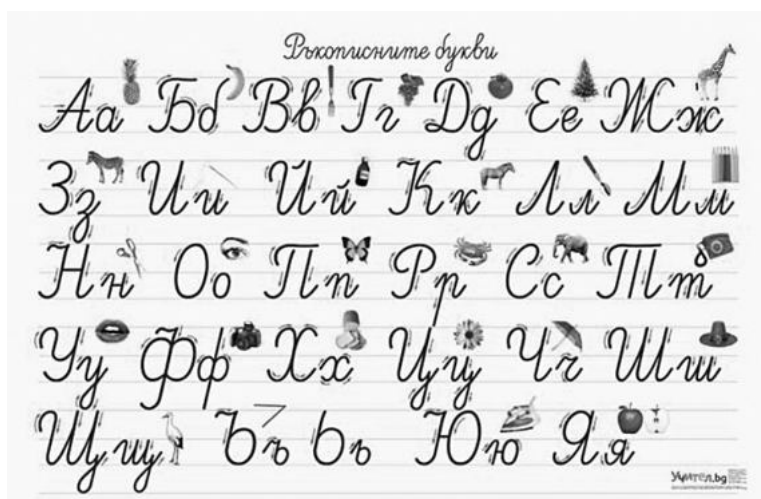 Ръкописните букви
Аа Бб Вв Гг Дд Ее Жж
Зз Ии Йй Кк Лл Мм
Нн Оо Пп Рр Сс Тт
Уу Фф Хх Цц Чч Шш
Щщ Ъъ Ьь Юю Яя
Учител.bg